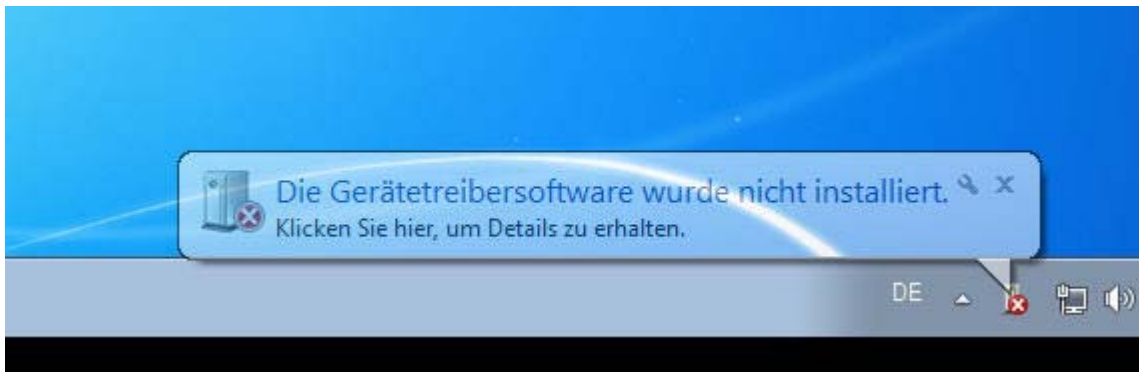 Die Gerätetreibersoftware wurde nicht installiert.
Klicken Sie hier, um Details zu erhalten.
DE